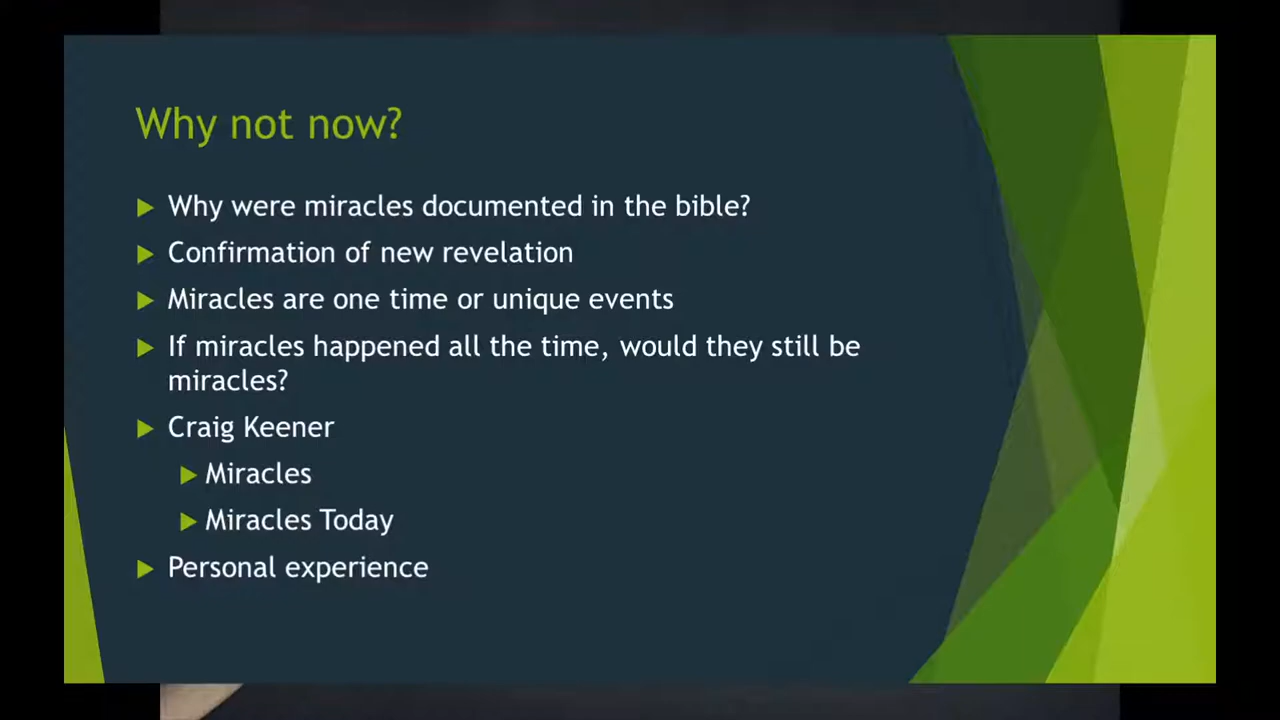 Why not now?
Why were miracles documented in the bible?
Confirmation of new revelation
Miracles are one time or unique events
If miracles happened all the time, would they still be
miracles?
Craig Keener
Miracles
Miracles Today
Personal experience